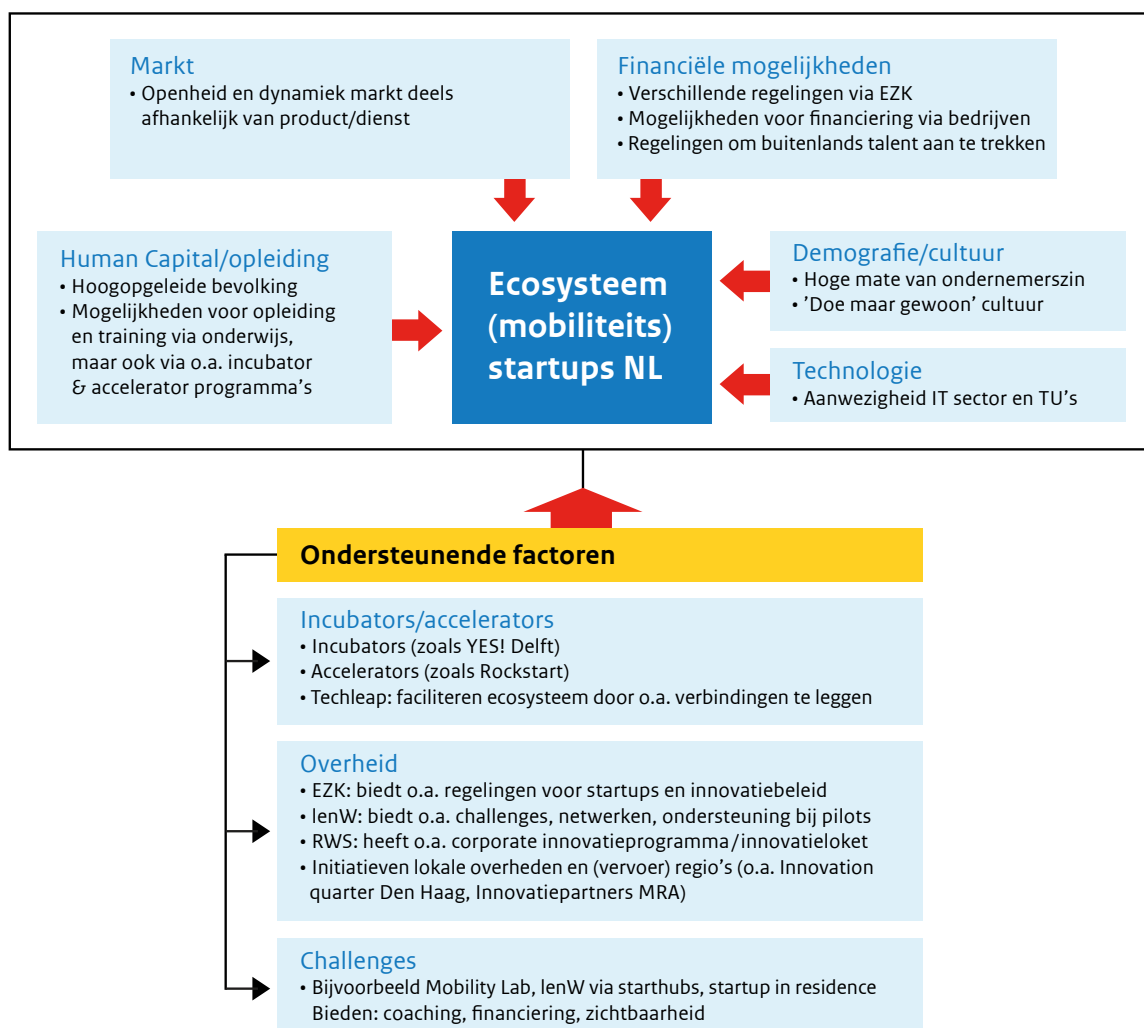 Markt
• Openheid en dynamiek markt deels
afhankelijk van product/dienst
Financiële mogelijkheden
• Verschillende regelingen via EZK
• Mogelijkheden voor financiering via bedrijven
• Regelingen om buitenlands talent aan te trekken
Human Capital/opleiding
• Hoogopgeleide bevolking
• Mogelijkheden voor opleiding
en training via onderwijs,
maar ook via o.a. incubator
& accelerator programma's
Ecosysteem
(mobiliteits)
startups NL
Demografie/cultuur
• Hoge mate van ondernemerszin
• 'Doe maar gewoon' cultuur
Technologie
• Aanwezigheid IT sector en TU's
Ondersteunende factoren
Incubators/accelerators
• Incubators (zoals YES! Delft)
• Accelerators (zoals Rockstart)
• Techleap: faciliteren ecosysteem door o.a. verbindingen te leggen
Overheid
• EZK: biedt o.a. regelingen voor startups en innovatiebeleid
• lenW: biedt o.a. challenges, netwerken, ondersteuning bij pilots
• RWS: heeft o.a. corporate innovatieprogramma/innovatieloket
• Initiatieven lokale overheden en (vervoer) regio's (o.a. Innovation
quarter Den Haag, Innovatiepartners MRA)
Challenges
• Bijvoorbeeld Mobility Lab, lenW via starthubs, startup in residence
Bieden: coaching, financiering, zichtbaarheid